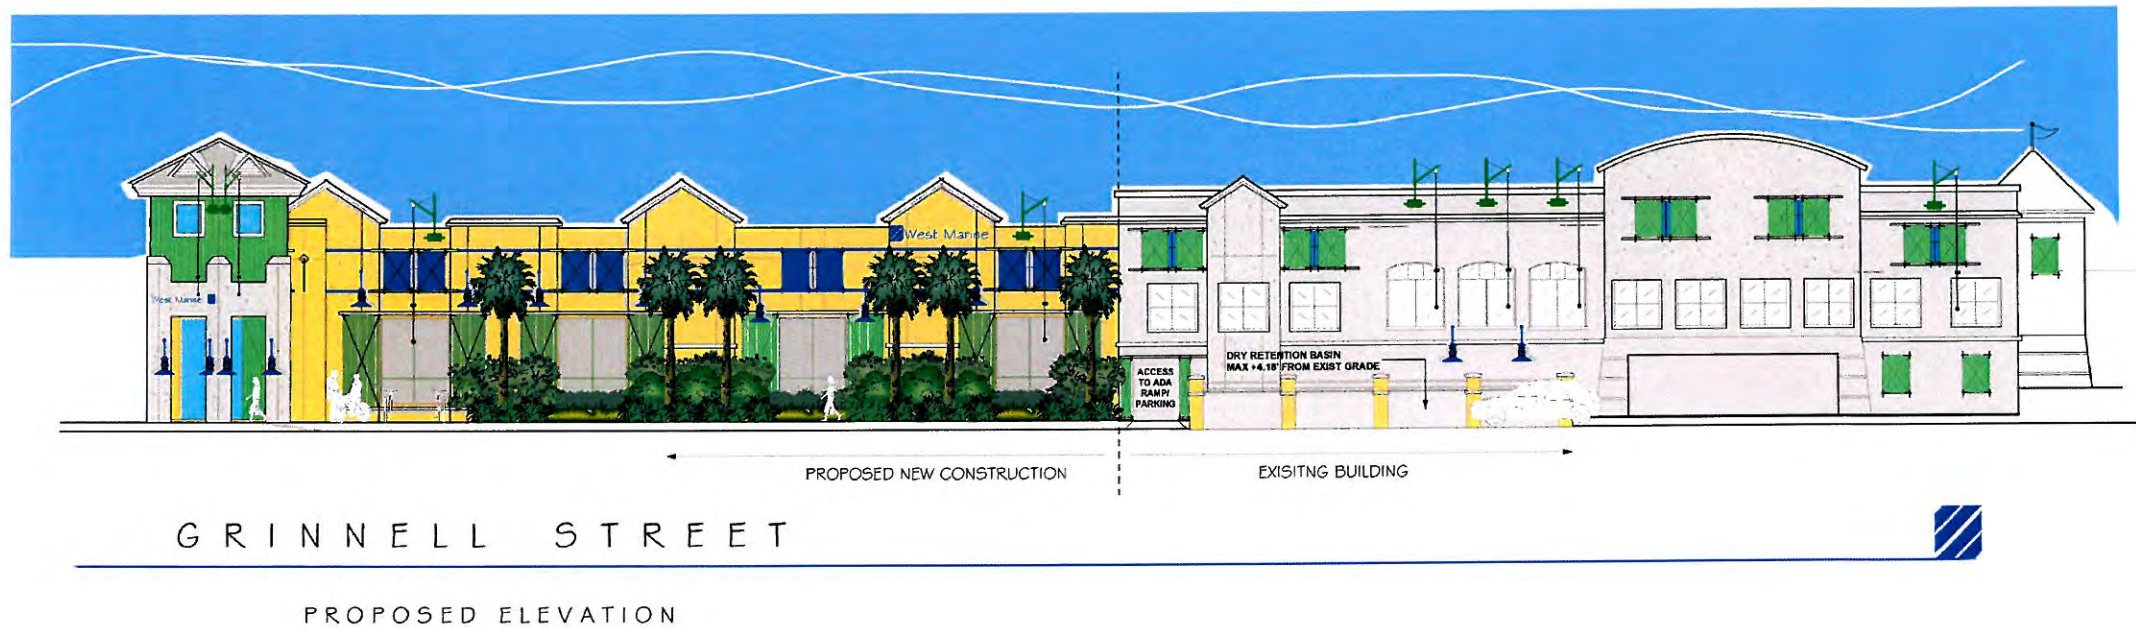 West Marine
West Marine
DRY RETENTION BASIN
MAX +4.18' FROM EXIST GRADE
ACCESS
TO ADA
RAMP/
PARKING
PROPOSED NEW CONSTRUCTION
EXISITNG BUILDING
GRINNELL STREET
PROPOSED ELEVATION